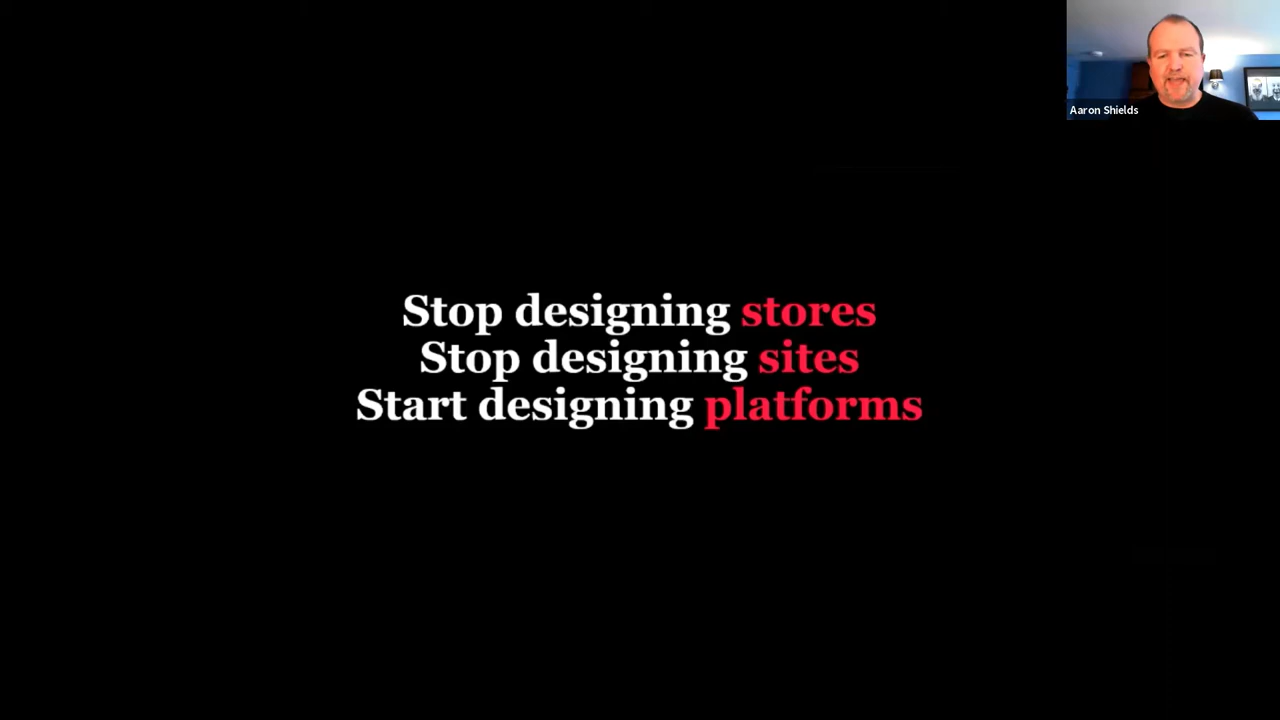 Aaron Shields
Stop designing stores
Stop designing sites
Start designing platforms